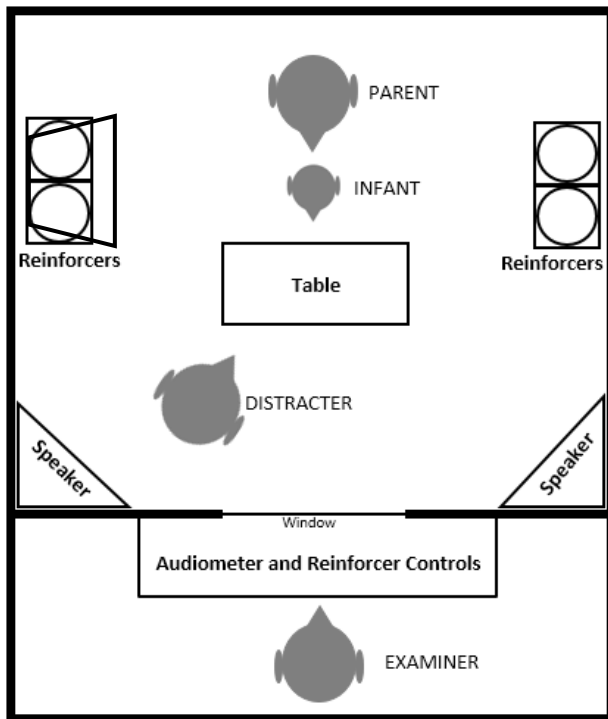 PARENT
INFANT
Reinforcers
Reinforcers
Table
DISTRACTER
Speaker
Speaker
Window
Audiometer and Reinforcer Controls
EXAMINER